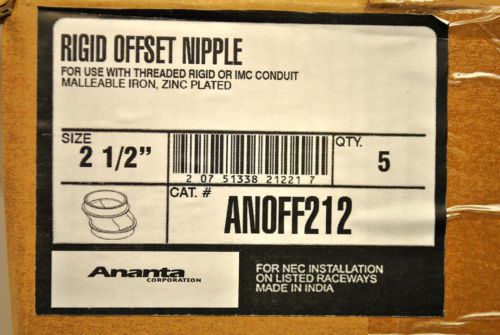 RIGID OFFSET NIPPLE
FOR USE WITH THREADED RIGID OR IMC CONDUIT
MALLEABLE IRON, ZINC PLATED
SIZE
2 1/2”
2 07 51338 21221 7
QTY.
5
CAT. #
ANOFF212
Ananta
CORPORATION
FOR NEC INSTALLATION
ON LISTED RACEWAYS
MADE IN INDIA